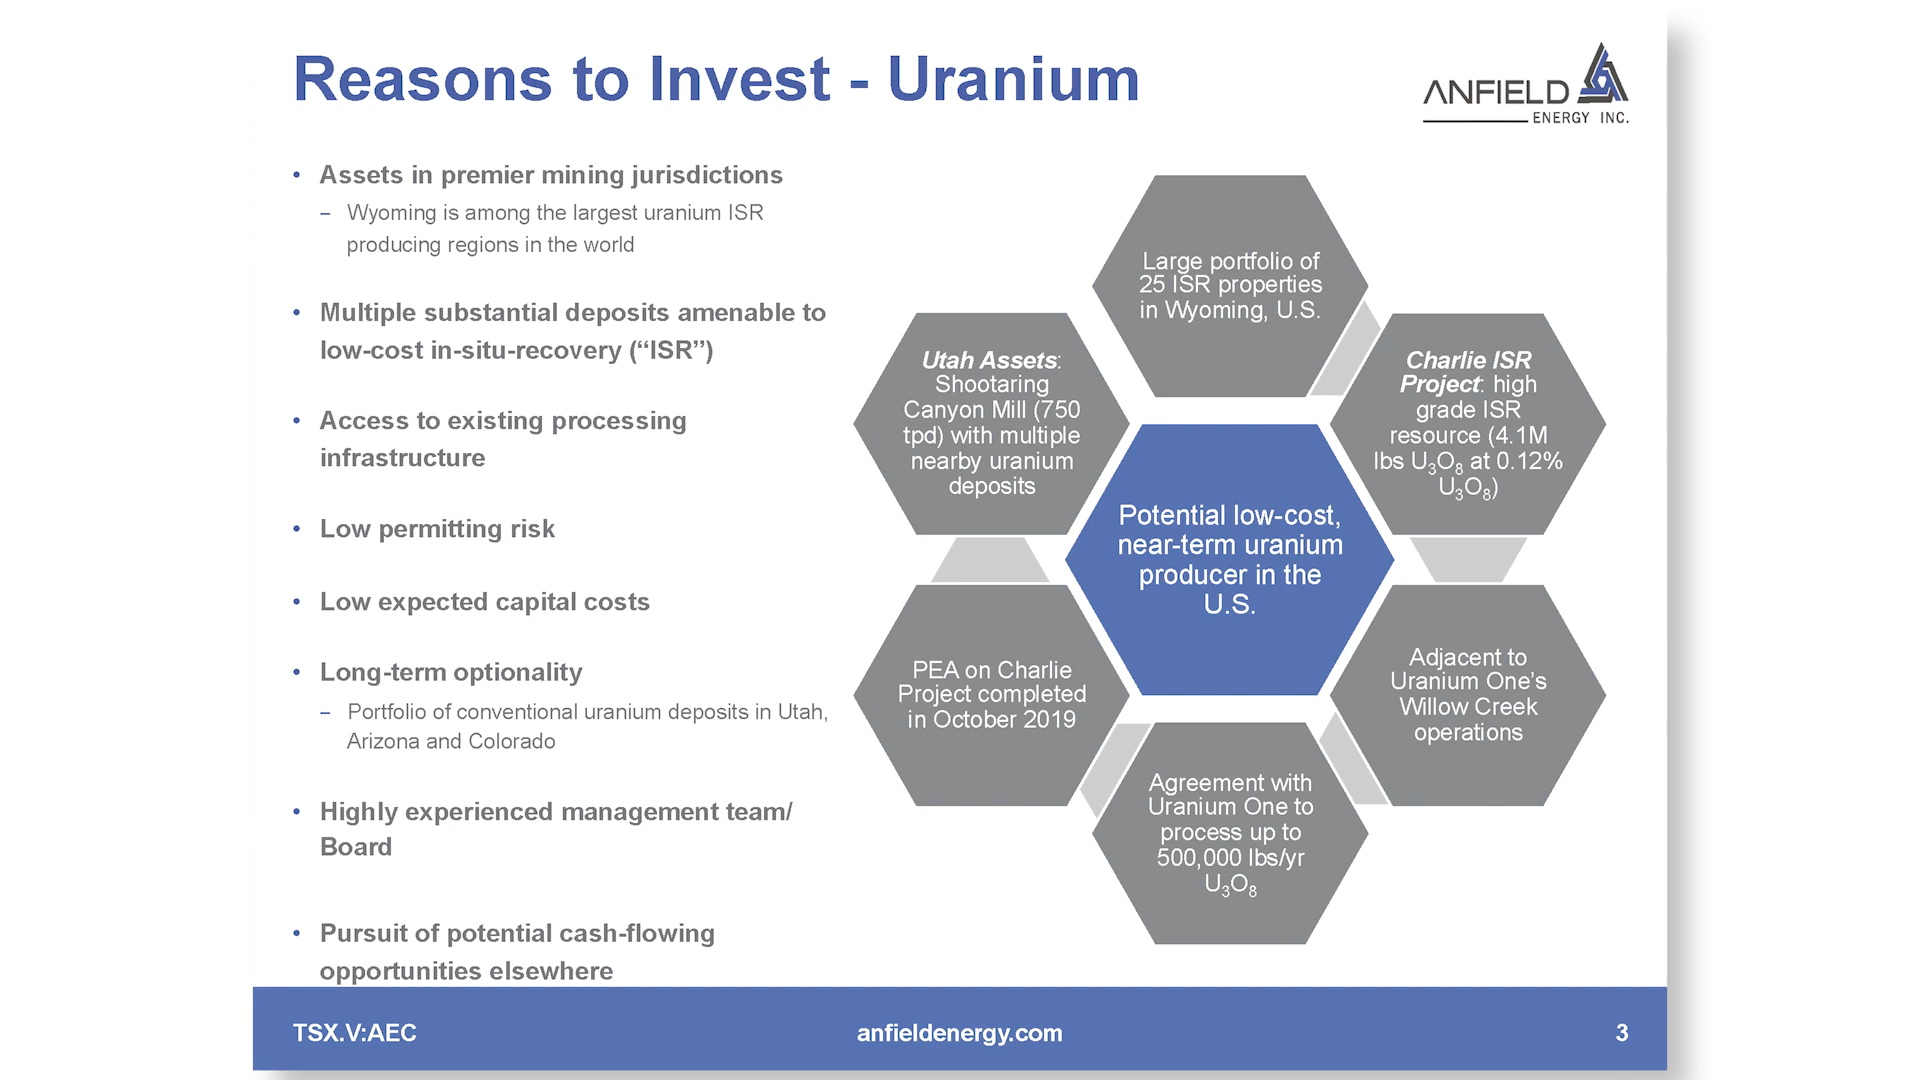 Reasons to Invest - Uranium
ANFIELD
ENERGY INC.
• Assets in premier mining jurisdictions
– Wyoming is among the largest uranium ISR
producing regions in the world
• Multiple substantial deposits amenable to
low-cost in-situ-recovery (“ISR”)
• Access to existing processing
infrastructure
• Low permitting risk
• Low expected capital costs
• Long-term optionality
– Portfolio of conventional uranium deposits in Utah,
Arizona and Colorado
• Highly experienced management team/
Board
• Pursuit of potential cash-flowing
opportunities elsewhere
Large portfolio of
25 ISR properties
in Wyoming, U.S.
Charlie ISR
Project: high
grade ISR
resource (4.1M
lbs U₃O₈ at 0.12%
U₃O₈)
Adjacent to
Uranium One’s
Willow Creek
operations
Agreement with
Uranium One to
process up to
500,000 lbs/yr
U₃O₈
PEA on Charlie
Project completed
in October 2019
Utah Assets:
Shootaring
Canyon Mill (750
tpd) with multiple
nearby uranium
deposits
Potential low-cost,
near-term uranium
producer in the
U.S.
TSX.V:AEC
anfieldenergy.com
3